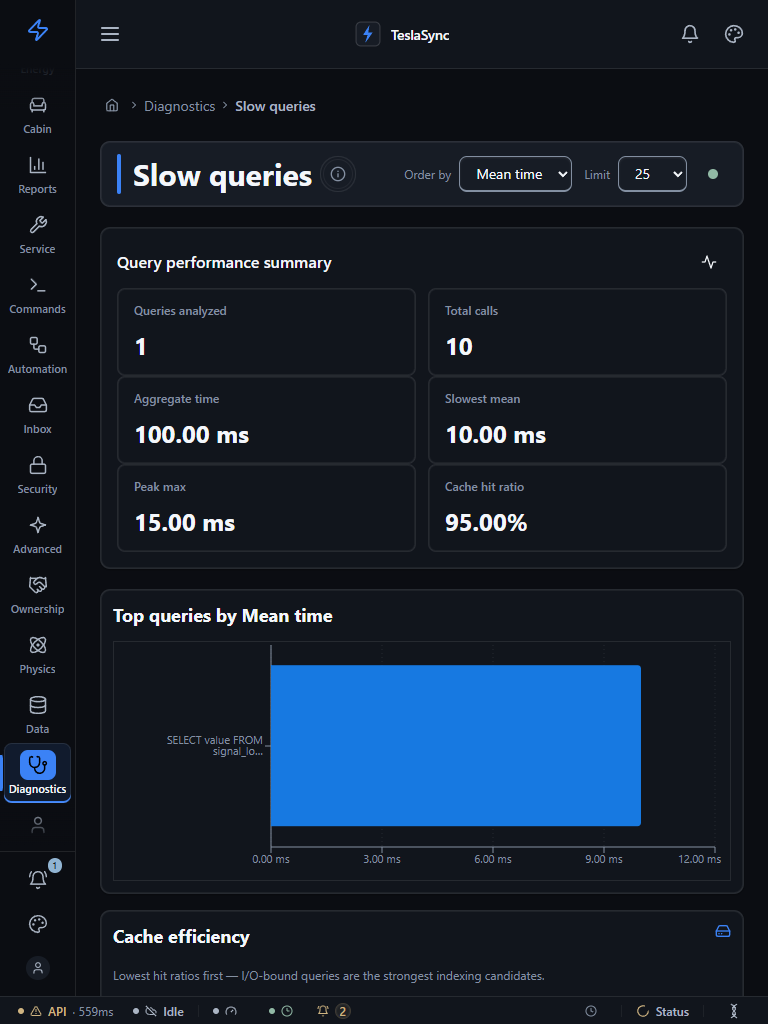 TeslaSync
Energy
Cabin
Reports
Service
Commands
Automation
Inbox
Security
Advanced
Ownership
Physics
Data
Diagnostics
1
Diagnostics
Slow queries
Slow queries
Order by
Mean time
Limit
25
Query performance summary
Queries analyzed
1
Total calls
10
Aggregate time
100.00 ms
Slowest mean
10.00 ms
Peak max
15.00 ms
Cache hit ratio
95.00%
Top queries by Mean time
SELECT value FROM
signal_lo...
0.00 ms
3.00 ms
6.00 ms
9.00 ms
12.00 ms
Cache efficiency
Lowest hit ratios first — I/O-bound queries are the strongest indexing candidates.
API · 559ms
Idle
2
Status